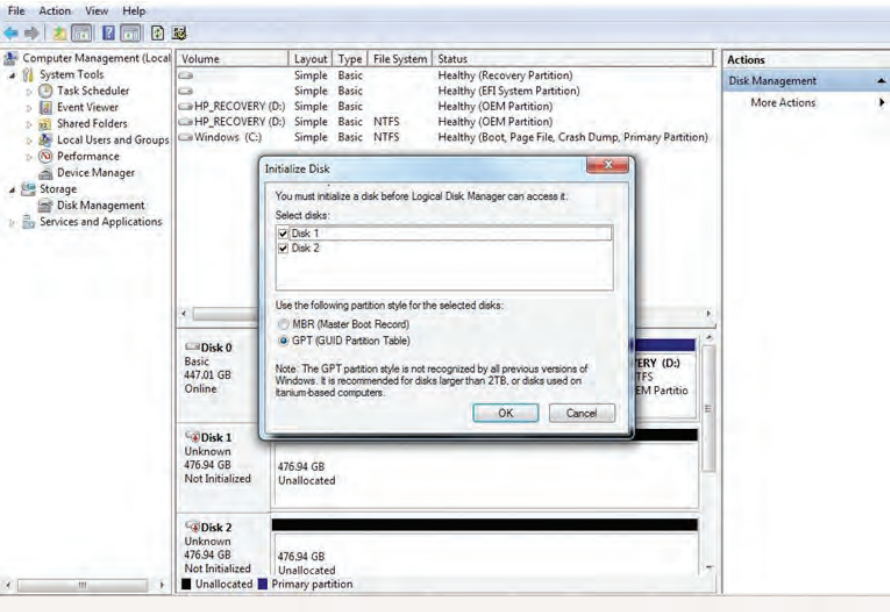 File Action View Help
Computer Management (Local
System Tools
Task Scheduler
Event Viewer
Shared Folders
Local Users and Groups
Performance
Device Manager
Storage
Disk Management
Services and Applications
Volume Layout Type File System Status
Simple Basic Healthy (Recovery Partition)
Simple Basic Healthy (EFI System Partition)
HP_RECOVERY (D:) Simple Basic Healthy (OEM Partition)
HP_RECOVERY (D:) Simple Basic NTFS Healthy (OEM Partition)
Windows (C:) Simple Basic NTFS Healthy (Boot, Page File, Crash Dump, Primary Partition)
Actions
Disk Management
More Actions
Initialize Disk
You must initialize a disk before Logical Disk Manager can access it.
Select disks:
Disk 1
Disk 2
Use the following partition style for the selected disks:
MBR (Master Boot Record)
GPT (GUID Partition Table)
Note: The GPT partition style is not recognized by all previous versions of
Windows. It is recommended for disks larger than 2TB, or disks used on
Itanium-based computers.
OK Cancel
Disk 0
Basic
447.01 GB
Online
ERY (D:)
TFS
EM Partitio
Disk 1
Unknown
476.94 GB
Not Initialized
476.94 GB
Unallocated
Disk 2
Unknown
476.94 GB
Not Initialized
476.94 GB
Unallocated
Unallocated Primary partition